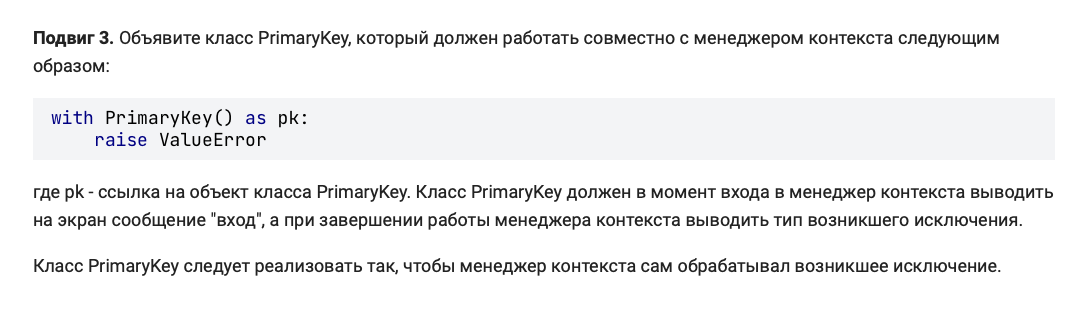 Подвиг 3. Объявите класс PrimaryKey, который должен работать совместно с менеджером контекста следующим
образом:
with PrimaryKey() as pk:
    raise ValueError
где pk - ссылка на объект класса PrimaryKey. Класс PrimaryKey должен в момент входа в менеджер контекста выводить
на экран сообщение "вход", а при завершении работы менеджера контекста выводить тип возникшего исключения.
Класс PrimaryKey следует реализовать так, чтобы менеджер контекста сам обрабатывал возникшее исключение.